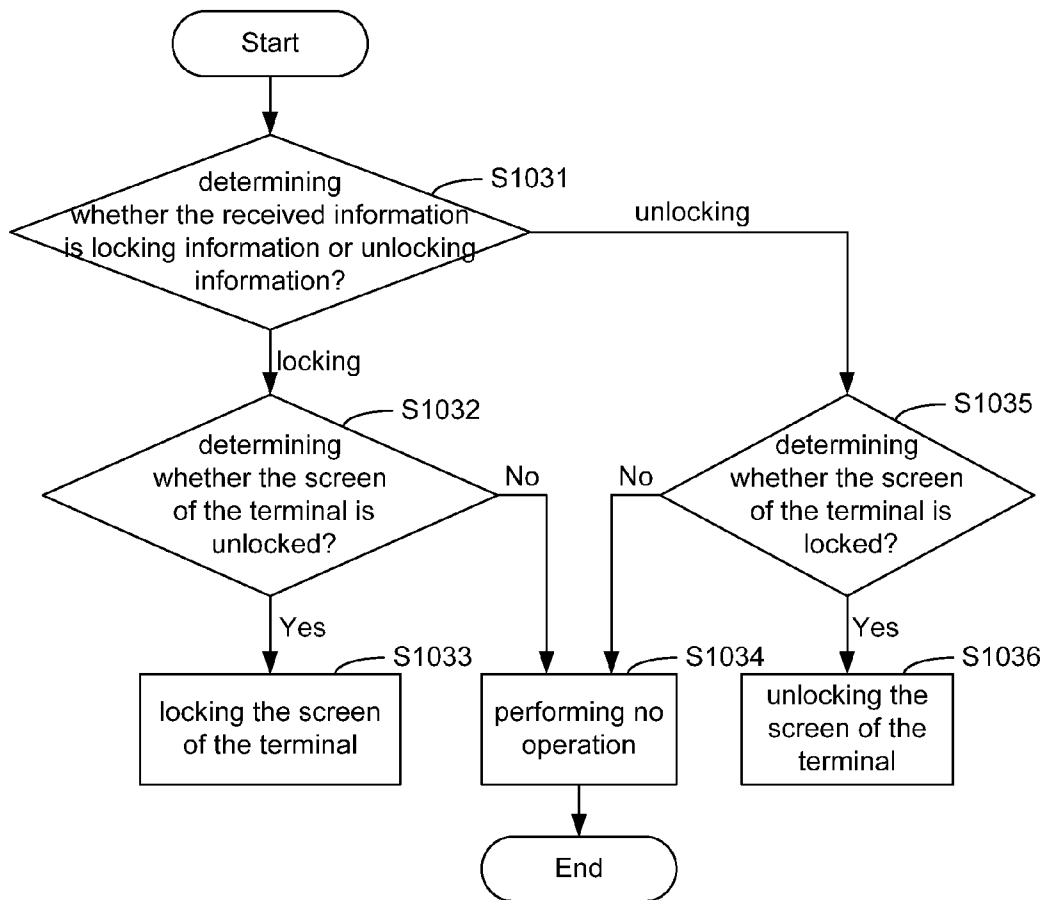 Start
determining
whether the received information
is locking information or unlocking
information?
S1031
unlocking
locking
determining
whether the screen
of the terminal is
unlocked?
S1032
No
No
determining
whether the screen
of the terminal is
locked?
S1035
Yes
Yes
locking the screen
of the terminal
S1033
performing no
operation
S1034
unlocking the
screen of the
terminal
S1036
End